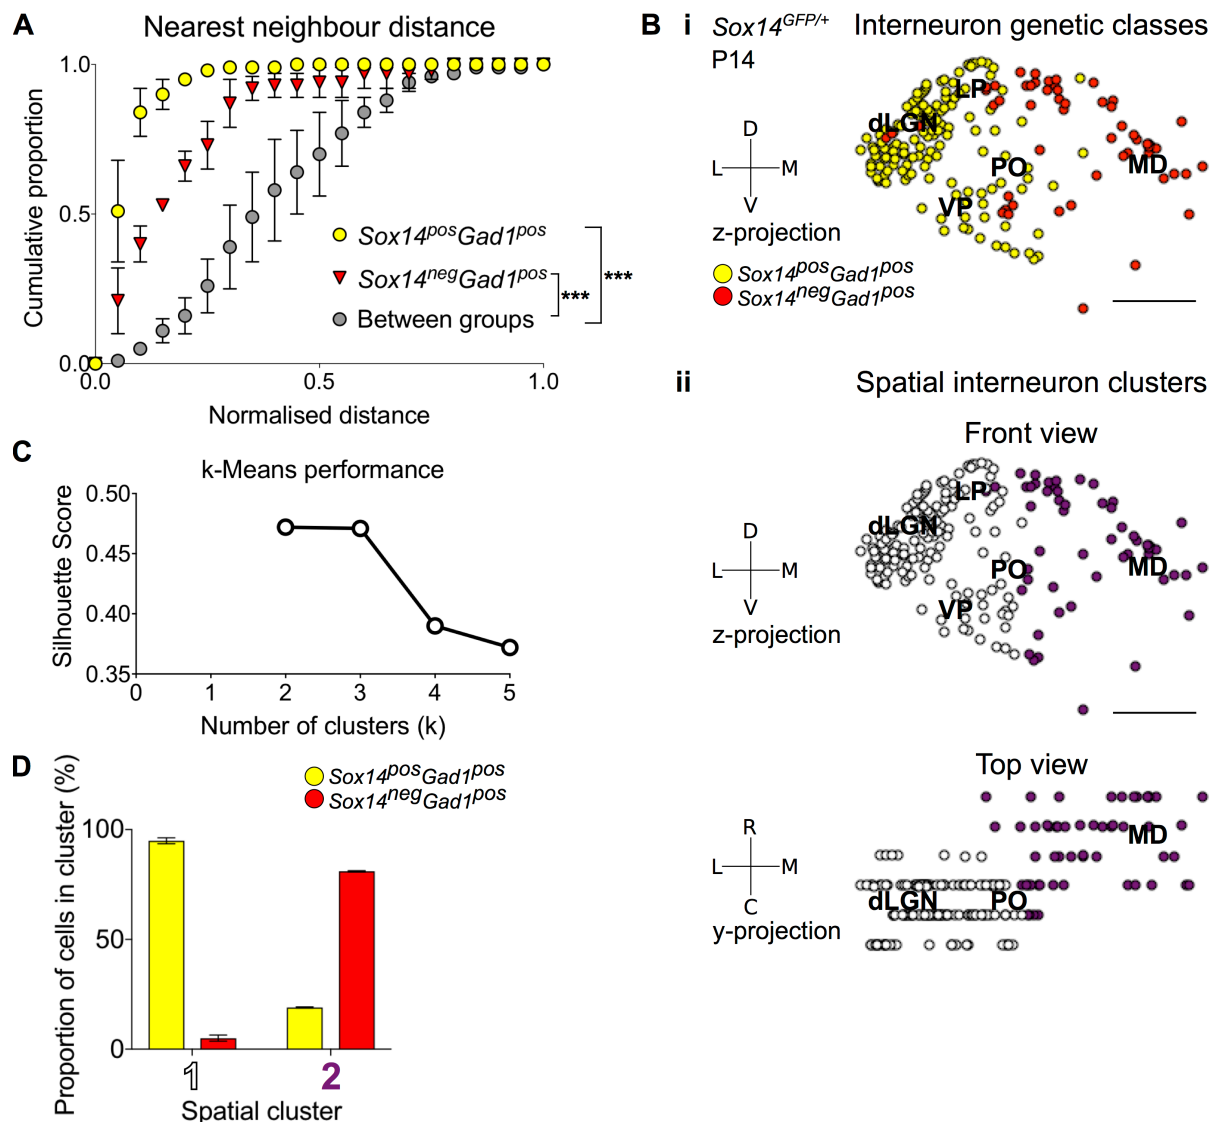 A
Nearest neighbour distance
Cumulative proportion
1.0
0.5
0.0
0.0
0.5
1.0
Normalised distance
Sox14posGad1pos
Sox14negGad1pos
Between groups
***
***
B
i
Sox14GFP/+
P14
Interneuron genetic classes
D
L
M
V
z-projection
Sox14posGad1pos
Sox14negGad1pos
LP
dLGN
PO
VP
MD
ii
Spatial interneuron clusters
Front view
D
L
M
V
z-projection
LP
dLGN
PO
VP
MD
Top view
R
L
M
C
y-projection
MD
dLGN
PO
C
k-Means performance
Silhouette Score
0.50
0.45
0.40
0.35
0
1
2
3
4
5
Number of clusters (k)
D
Sox14posGad1pos
Sox14negGad1pos
Proportion of cells in cluster (%)
100
50
0
1
2
Spatial cluster